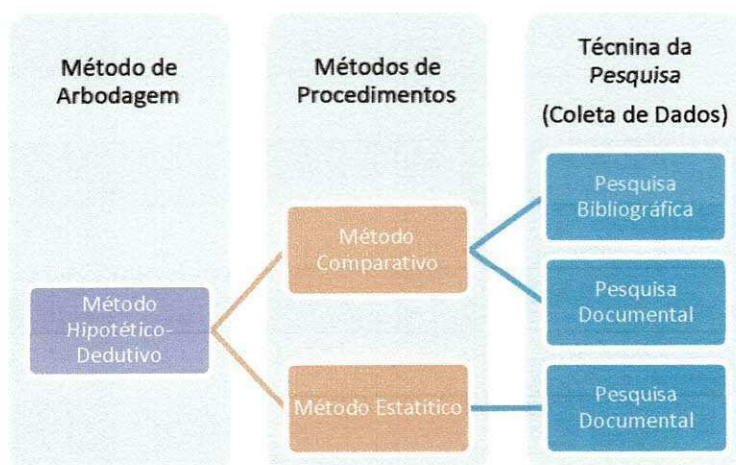 Método de
Arbodagem
Métodos de
Procedimentos
Técnina da
Pesquisa
(Coleta de Dados)
Método
Hipotético-
Dedutivo
Método
Comparativo
Método Estatítico
Pesquisa
Bibliográfica
Pesquisa
Documental
Pesquisa
Documental